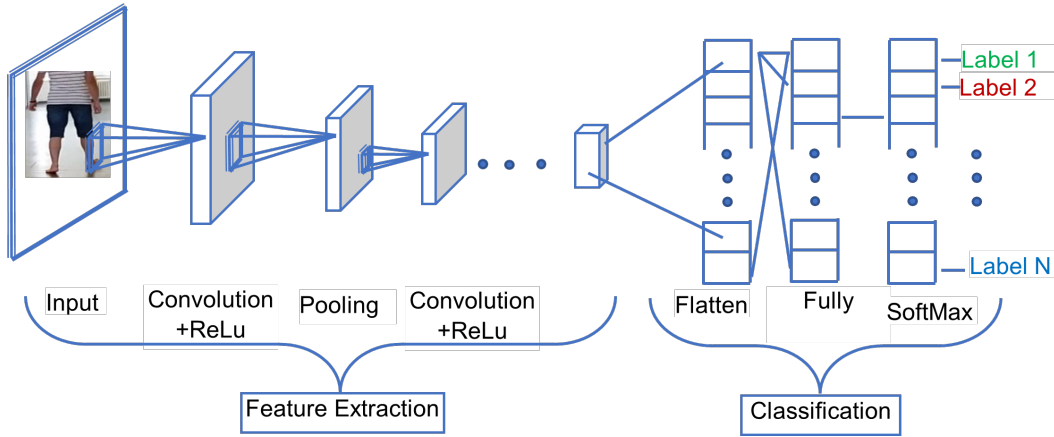 Label 1
Label 2
Label N
Input
Convolution
+ReLu
Pooling
Convolution
+ReLu
Flatten
Fully
SoftMax
Feature Extraction
Classification